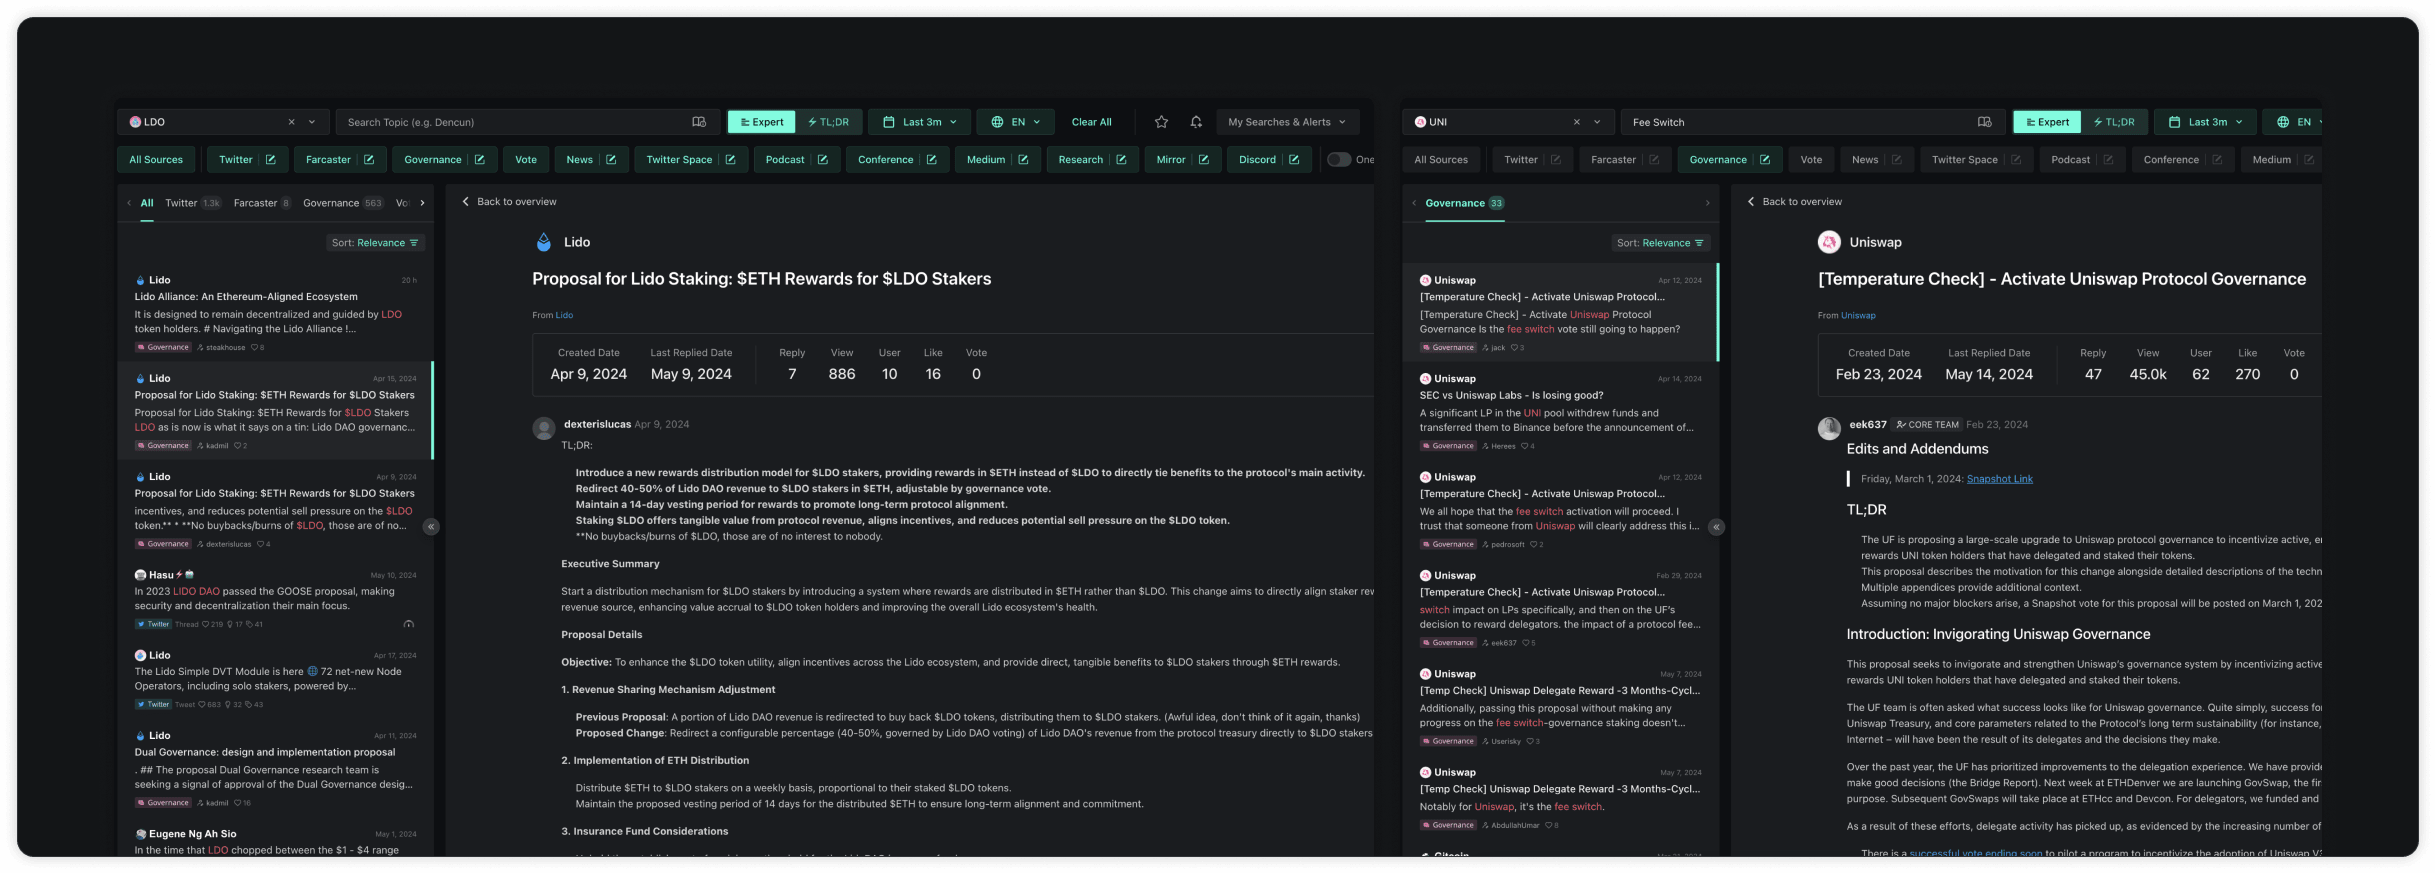 LDO
Search Topic (e.g. Dencun)
Expert
TL;DR
Last 3m
EN
Clear All
My Searches & Alerts
All Sources
Twitter
Farcaster
Governance
Vote
News
Twitter Space
Podcast
Conference
Medium
Research
Mirror
Discord
One
All
Twitter 1.3k
Farcaster 8
Governance 563
Vo
Sort: Relevance
Lido
20 h
Lido Alliance: An Ethereum-Aligned Ecosystem
It is designed to remain decentralized and guided by LDO
token holders. # Navigating the Lido Alliance !...
Governance steakhouse 8
Lido
Apr 15, 2024
Proposal for Lido Staking: $ETH Rewards for $LDO Stakers
Proposal for Lido Staking: $ETH Rewards for $LDO Stakers
LDO as is now is what it says on a tin: Lido DAO governanc...
Governance kadmil 2
Lido
Apr 9, 2024
Proposal for Lido Staking: $ETH Rewards for $LDO Stakers
incentives, and reduces potential sell pressure on the $LDO
token.** * **No buybacks/burns of $LDO, those are of no...
Governance dexterislucas 4
Hasu⚡🤖
May 10, 2024
In 2023 LIDO DAO passed the GOOSE proposal, making
security and decentralization their main focus.
Twitter Thread 219 17 41
Lido
Apr 17, 2024
The Lido Simple DVT Module is here 🌐 72 net-new Node
Operators, including solo stakers, powered by...
Twitter Tweet 683 32 43
Lido
Apr 11, 2024
Dual Governance: design and implementation proposal
. ## The proposal Dual Governance research team is
seeking a signal of approval of the Dual Governance desig...
Governance kadmil 16
Eugene Ng Ah Sio
May 1, 2024
In the time that LDO chopped between the $1 - $4 range
Back to overview
Lido
Proposal for Lido Staking: $ETH Rewards for $LDO Stakers
From Lido
Created Date
Last Replied Date
Reply
View
User
Like
Vote
Apr 9, 2024
May 9, 2024
7
886
10
16
0
dexterislucas Apr 9, 2024
TL;DR:
Introduce a new rewards distribution model for $LDO stakers, providing rewards in $ETH instead of $LDO to directly tie benefits to the protocol's main activity.
Redirect 40-50% of Lido DAO revenue to $LDO stakers in $ETH, adjustable by governance vote.
Maintain a 14-day vesting period for rewards to promote long-term protocol alignment.
Staking $LDO offers tangible value from protocol revenue, aligns incentives, and reduces potential sell pressure on the $LDO token.
**No buybacks/burns of $LDO, those are of no interest to nobody.
Executive Summary
Start a distribution mechanism for $LDO stakers by introducing a system where rewards are distributed in $ETH rather than $LDO. This change aims to directly align staker rev
revenue source, enhancing value accrual to $LDO token holders and improving the overall Lido ecosystem's health.
Proposal Details
Objective: To enhance the $LDO token utility, align incentives across the Lido ecosystem, and provide direct, tangible benefits to $LDO stakers through $ETH rewards.
1. Revenue Sharing Mechanism Adjustment
Previous Proposal: A portion of Lido DAO revenue is redirected to buy back $LDO tokens, distributing them to $LDO stakers. (Awful idea, don't think of it again, thanks)
Proposed Change: Redirect a configurable percentage (40-50%, governed by Lido DAO voting) of Lido DAO's revenue from the protocol treasury directly to $LDO stakers
2. Implementation of ETH Distribution
Distribute $ETH to $LDO stakers on a weekly basis, proportional to their staked $LDO tokens.
Maintain the proposed vesting period of 14 days for the distributed $ETH to ensure long-term alignment and commitment.
3. Insurance Fund Considerations
UNI
Fee Switch
Expert
TL;DR
Last 3m
EN
All Sources
Twitter
Farcaster
Governance
Vote
News
Twitter Space
Podcast
Conference
Medium
Governance 33
Sort: Relevance
Uniswap
Apr 12, 2024
[Temperature Check] - Activate Uniswap Protocol...
[Temperature Check] - Activate Uniswap Protocol
Governance Is the fee switch vote still going to happen?
Governance jack 3
Uniswap
Apr 14, 2024
SEC vs Uniswap Labs - Is losing good?
A significant LP in the UNI pool withdrew funds and
transferred them to Binance before the announcement of...
Governance Herees 4
Uniswap
Apr 12, 2024
[Temperature Check] - Activate Uniswap Protocol...
We all hope that the fee switch activation will proceed. I
trust that someone from Uniswap will clearly address this i...
Governance pedrosoft 2
Uniswap
Feb 29, 2024
[Temperature Check] - Activate Uniswap Protocol...
switch impact on LPs specifically, and then on the UF's
decision to reward delegators. the impact of a protocol fee...
Governance eek637 5
Uniswap
May 7, 2024
[Temp Check] Uniswap Delegate Reward -3 Months-Cycl...
Additionally, passing this proposal without making any
progress on the fee switch-governance staking doesn't...
Governance Userisky 3
Uniswap
May 7, 2024
[Temp Check] Uniswap Delegate Reward -3 Months-Cycl...
Notably for Uniswap, it's the fee switch.
Governance AbdullahUmar 8
Gitcoin
Back to overview
Uniswap
[Temperature Check] - Activate Uniswap Protocol Governance
From Uniswap
Created Date
Last Replied Date
Reply
View
User
Like
Vote
Feb 23, 2024
May 14, 2024
47
45.0k
62
270
0
eek637 CORE TEAM Feb 23, 2024
Edits and Addendums
Friday, March 1, 2024: Snapshot Link
TL;DR
The UF is proposing a large-scale upgrade to Uniswap protocol governance to incentivize active, en
rewards UNI token holders that have delegated and staked their tokens.
This proposal describes the motivation for this change alongside detailed descriptions of the techn
Multiple appendices provide additional context.
Assuming no major blockers arise, a Snapshot vote for this proposal will be posted on March 1, 202
Introduction: Invigorating Uniswap Governance
This proposal seeks to invigorate and strengthen Uniswap's governance system by incentivizing active
rewards UNI token holders that have delegated and staked their tokens.
The UF team is often asked what success looks like for Uniswap governance. Quite simply, success for
Uniswap Treasury, and core parameters related to the Protocol's long term sustainability (for instance,
Internet – will have been the result of its delegates and the decisions they make.
Over the past year, the UF has prioritized improvements to the delegation experience. We have provide
make good decisions (the Bridge Report). Next week at ETHDenver we are launching GovSwap, the fir
purpose. Subsequent GovSwaps will take place at ETHcc and Devcon. For delegators, we funded and
As a result of these efforts, delegate activity has picked up, as evidenced by the increasing number of
There is a successful vote ending soon to pilot a program to incentivize the adoption of Uniswap V3